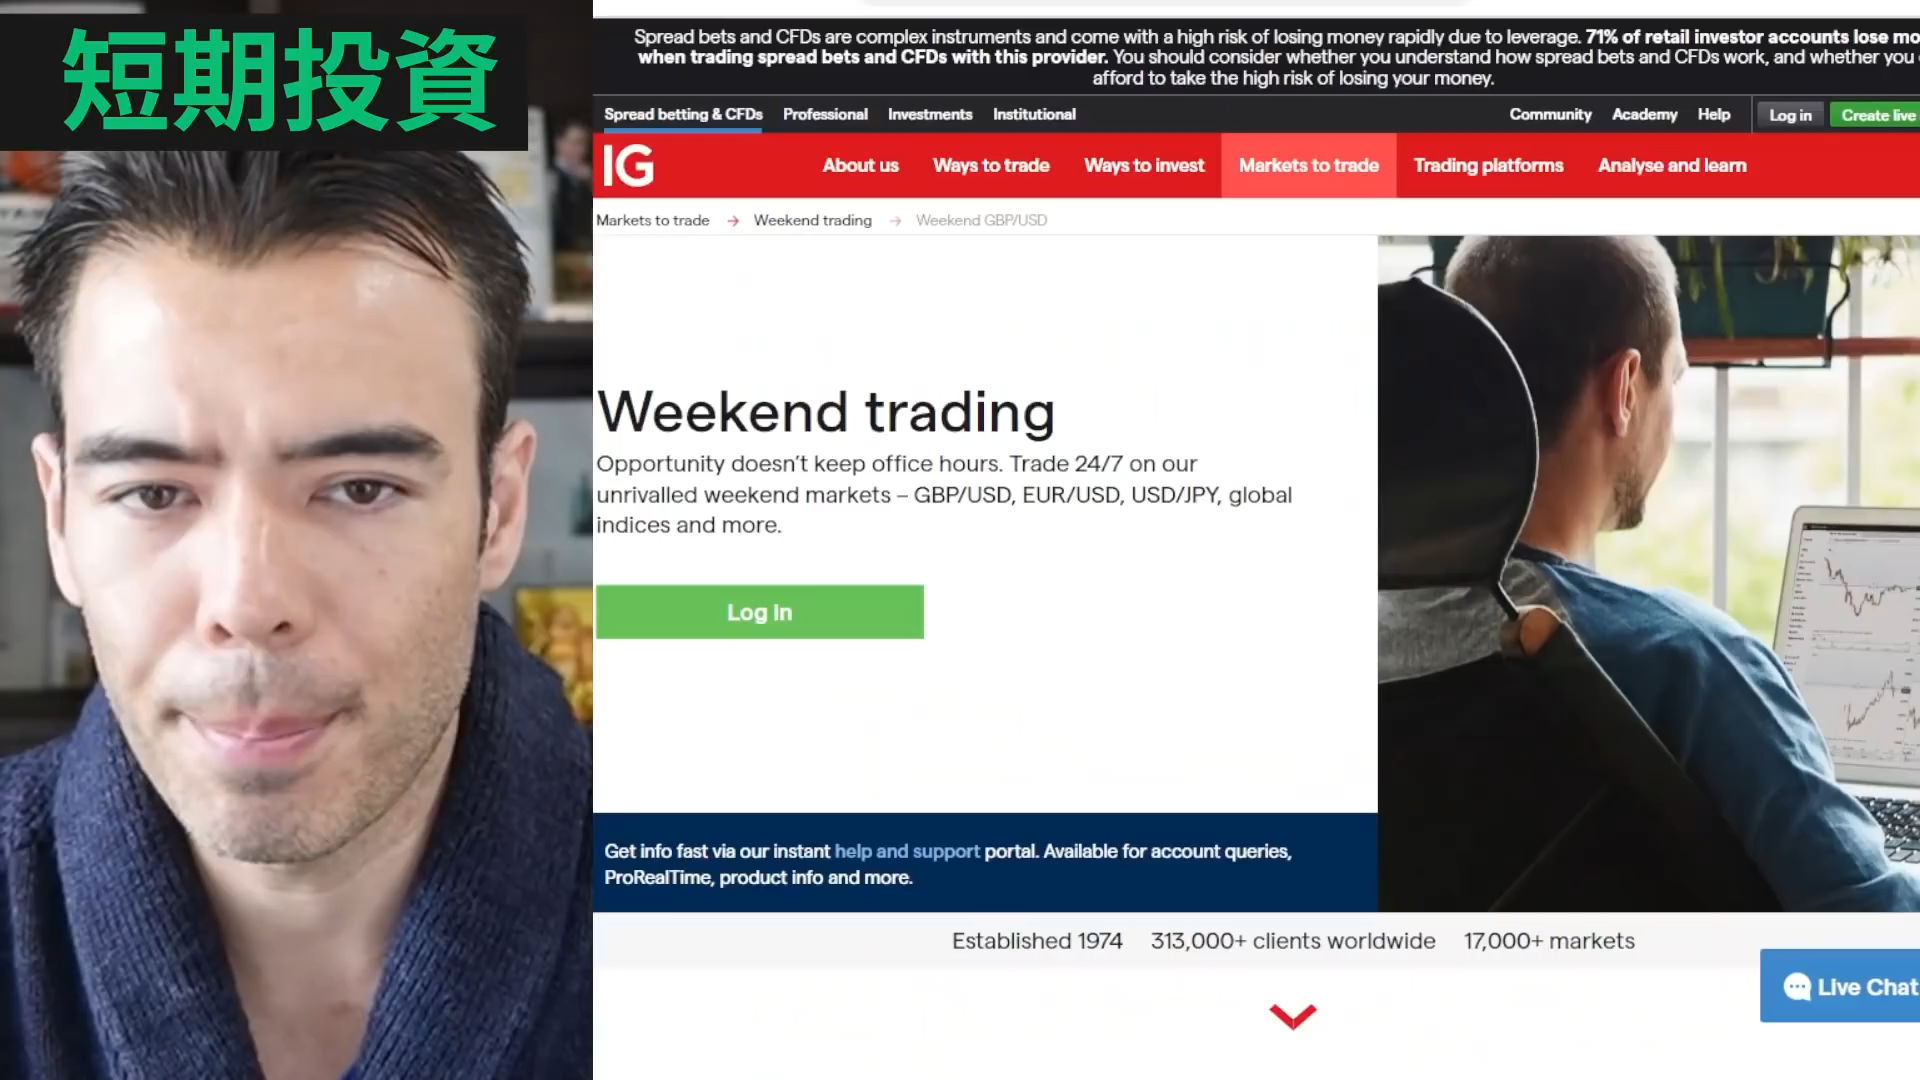 短期投資
Spread bets and CFDs are complex instruments and come with a high risk of losing money rapidly due to leverage. 71% of retail investor accounts lose mo
when trading spread bets and CFDs with this provider. You should consider whether you understand how spread bets and CFDs work, and whether you
afford to take the high risk of losing your money.
Spread betting & CFDs Professional Investments Institutional Community Academy Help Log in Create live
IG About us Ways to trade Ways to invest Markets to trade Trading platforms Analyse and learn
Markets to trade → Weekend trading → Weekend GBP/USD
Weekend trading
Opportunity doesn't keep office hours. Trade 24/7 on our
unrivalled weekend markets – GBP/USD, EUR/USD, USD/JPY, global
indices and more.
Log in
Get info fast via our instant help and support portal. Available for account queries,
ProRealTime, product info and more.
Established 1974 313,000+ clients worldwide 17,000+ markets
Live Chat